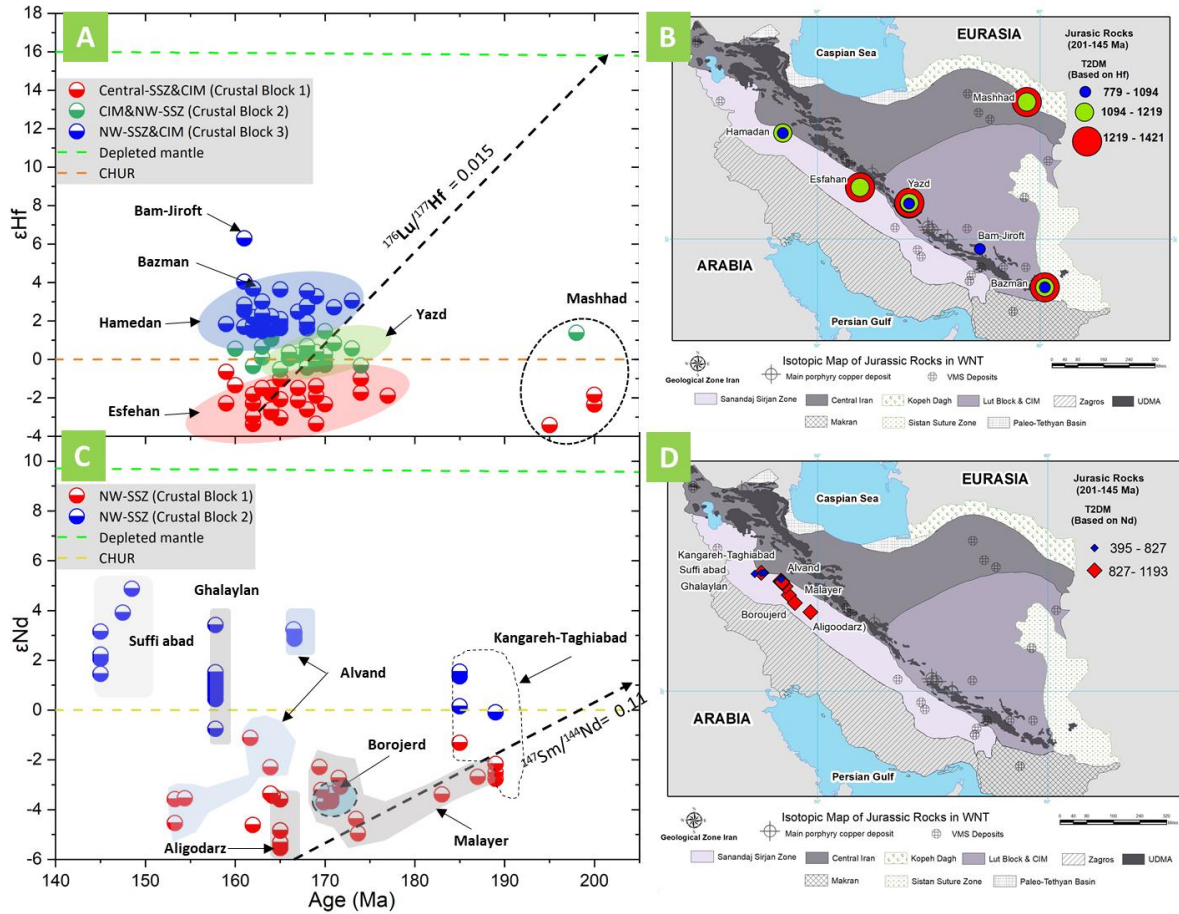 A
18
16
14
12
10
8
6
4
2
0
-2
-4
εHf
Central-SSZ&CIM (Crustal Block 1)
CIM&NW-SSZ (Crustal Block 2)
NW-SSZ&CIM (Crustal Block 3)
Depleted mantle
CHUR
¹⁷⁶Lu/¹⁷⁷Hf = 0.015
Bam-Jiroft
Bazman
Hamedan
Esfehan
Yazd
Mashhad
B
EURASIA
Caspian Sea
Jurasic Rocks
(201-145 Ma)
T2DM
(Based on Hf)
779 - 1094
1094 - 1219
1219 - 1421
Mashhad
Hamadan
Esfahan
Yazd
Bam-Jiroft
Bazman
ARABIA
Persian Gulf
Isotopic Map of Jurassic Rocks in WNT
Geological Zone Iran
Main porphyry copper deposit
VMS Deposits
Sanandaj Sirjan Zone
Central Iran
Kopeh Dagh
Lut Block & CIM
Zagros
UDMA
Makran
Sistan Suture Zone
Paleo-Tethyan Basin
C
10
8
6
4
2
0
-2
-4
-6
εNd
NW-SSZ (Crustal Block 1)
NW-SSZ (Crustal Block 2)
Depleted mantle
CHUR
Ghalaylan
Suffi abad
Alvand
Kangareh-Taghiabad
¹⁴⁷Sm/¹⁴⁴Nd= 0.11
Borojerd
Malayer
Aligodarz
140
150
160
170
180
190
200
Age (Ma)
D
EURASIA
Caspian Sea
Jurasic Rocks
(201-145 Ma)
T2DM
(Based on Nd)
395 - 827
827- 1193
Kangareh-Taghiabad
Suffi abad
Ghalaylan
Alvand
Malayer
Boroujerd
Aligoodarz)
ARABIA
Persian Gulf
Isotopic Map of Jurassic Rocks in WNT
Geological Zone Iran
Main porphyry copper deposit
VMS Deposits
Sanandaj Sirjan Zone
Central Iran
Kopeh Dagh
Lut Block & CIM
Zagros
UDMA
Makran
Sistan Suture Zone
Paleo-Tethyan Basin